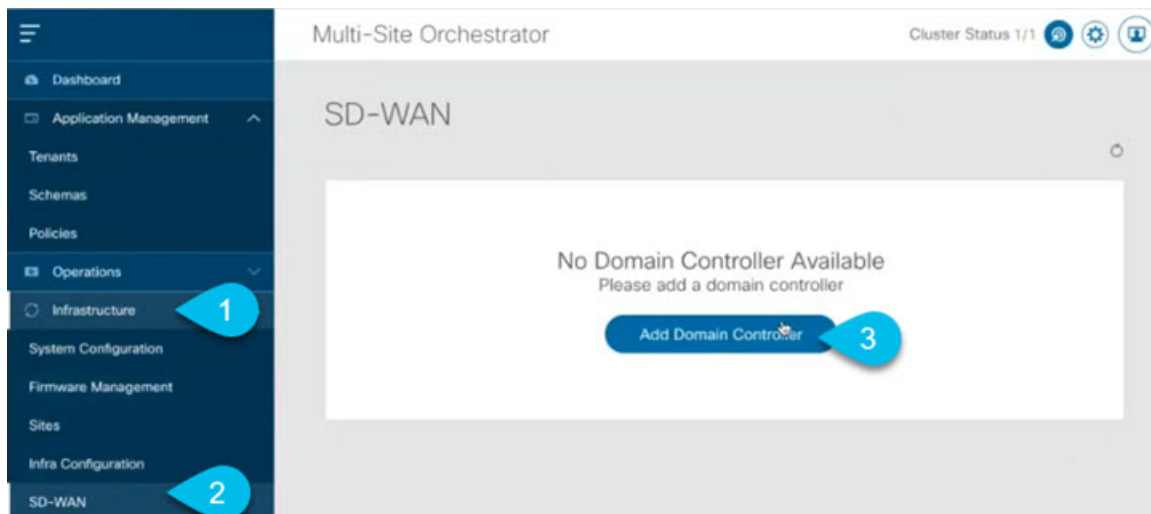 Multi-Site Orchestrator
Cluster Status 1/1
Dashboard
Application Management
Tenants
Schemas
Policies
Operations
Infrastructure
1
System Configuration
Firmware Management
Sites
Infra Configuration
SD-WAN
2
SD-WAN
No Domain Controller Available
Please add a domain controller
Add Domain Controller
3